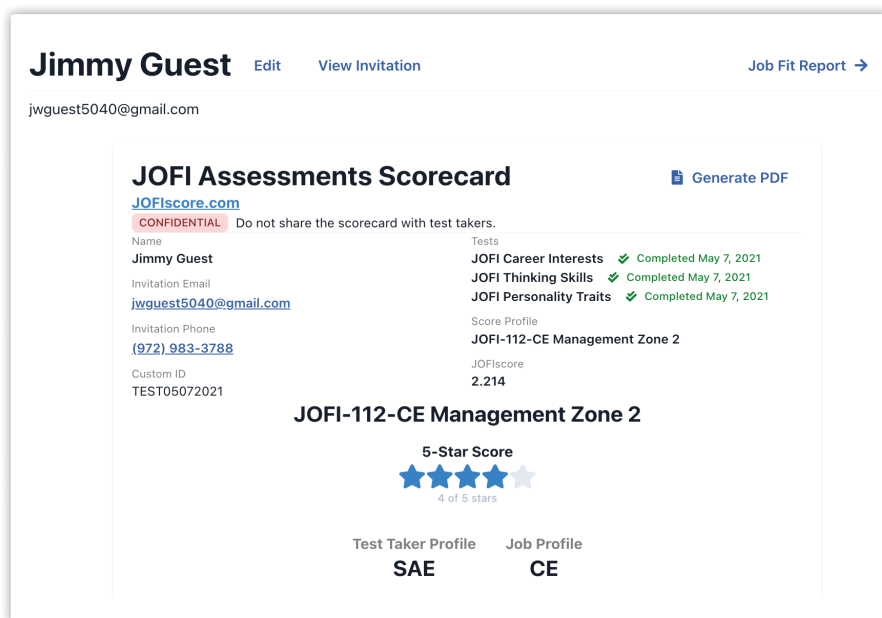 Jimmy Guest Edit View Invitation Job Fit Report
jwguest5040@gmail.com
JOFI Assessments Scorecard Generate PDF
JOFIscore.com
CONFIDENTIAL Do not share the scorecard with test takers.
Name
Jimmy Guest
Invitation Email
jwguest5040@gmail.com
Invitation Phone
(972) 983-3788
Custom ID
TEST05072021
Tests
JOFI Career Interests Completed May 7, 2021
JOFI Thinking Skills Completed May 7, 2021
JOFI Personality Traits Completed May 7, 2021
Score Profile
JOFI-112-CE Management Zone 2
JOFIscore
2.214
JOFI-112-CE Management Zone 2
5-Star Score
4 of 5 stars
Test Taker Profile Job Profile
SAE CE